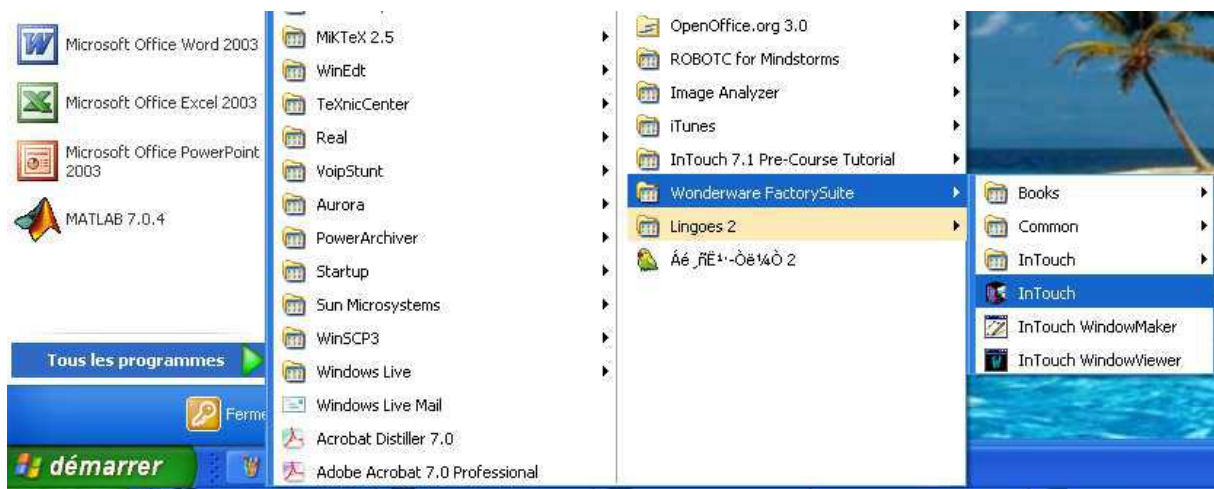 Microsoft Office Word 2003
Microsoft Office Excel 2003
Microsoft Office PowerPoint
2003
MATLAB 7.0.4
Tous les programmes
Ferme
démarrer
MiKTeX 2.5
WinEdt
TeXnicCenter
Real
VoipStunt
Aurora
PowerArchiver
Startup
Sun Microsystems
WinSCP3
Windows Live
Windows Live Mail
Acrobat Distiller 7.0
Adobe Acrobat 7.0 Professional
OpenOffice.org 3.0
ROBOTC for Mindstorms
Image Analyzer
iTunes
InTouch 7.1 Pre-Course Tutorial
Wonderware FactorySuite
Lingoes 2
Books
Common
InTouch
InTouch
InTouch WindowMaker
InTouch WindowViewer